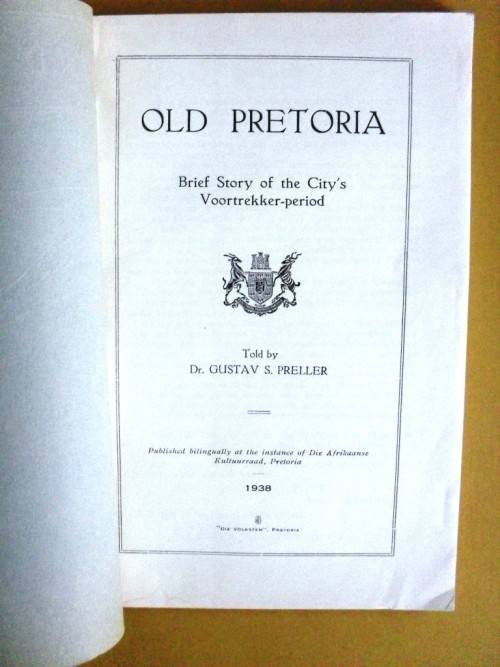 OLD PRETORIA
Brief Story of the City's
Voortrekker-period
Told by
Dr. GUSTAV S. PRELLER
Published bilingually at the instance of Die Afrikaanse
Kultuurraad, Pretoria
1938
"Die Volkstem", Pretoria